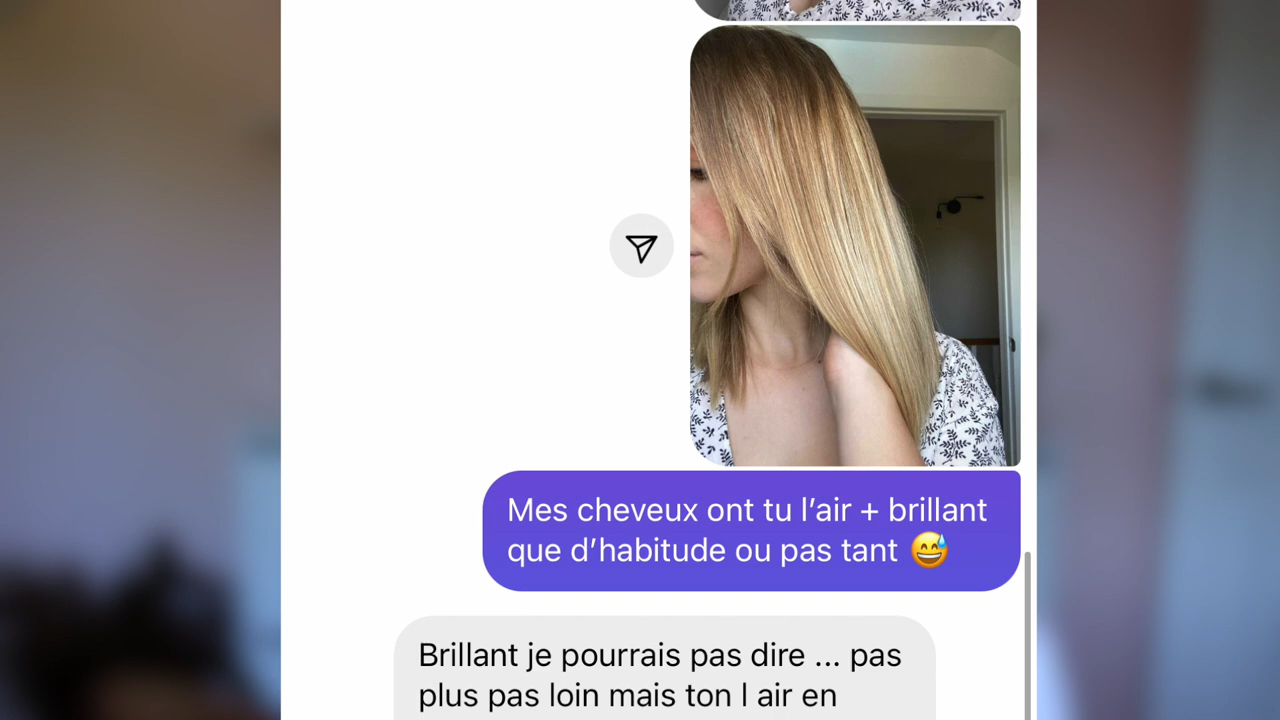 Mes cheveux ont tu l’air + brillant
que d’habitude ou pas tant 😅
Brillant je pourrais pas dire ... pas
plus pas loin mais ton l air en